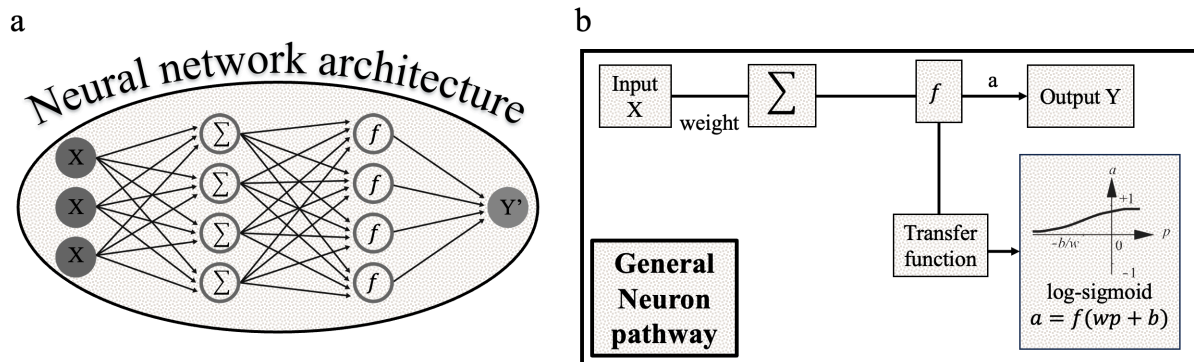 a
Neural network architecture
X
X
X
∑
∑
∑
∑
f
f
f
f
Y'
b
Input
X
weight
∑
f
a
Output Y
Transfer
function
a
+1
-b/w
0
p
-1
log-sigmoid
a = f(wp + b)
General
Neuron
pathway